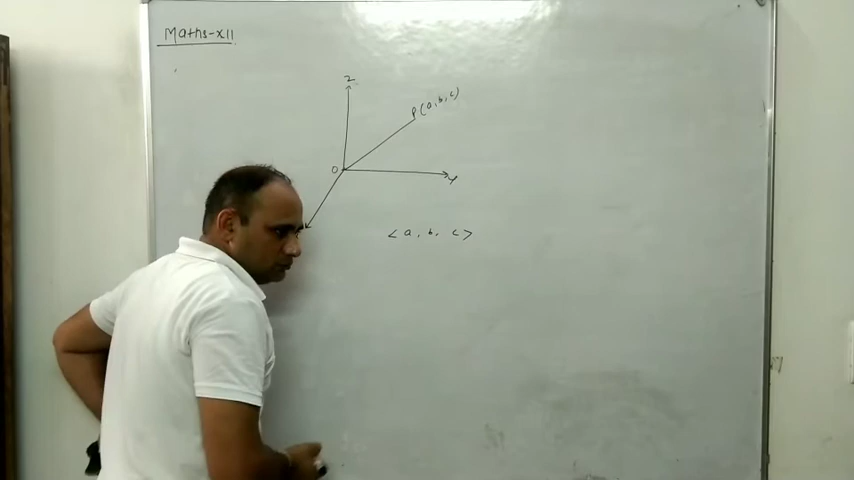 Maths-XII
Z
P(a, b, c)
O
Y
< a, b, c >